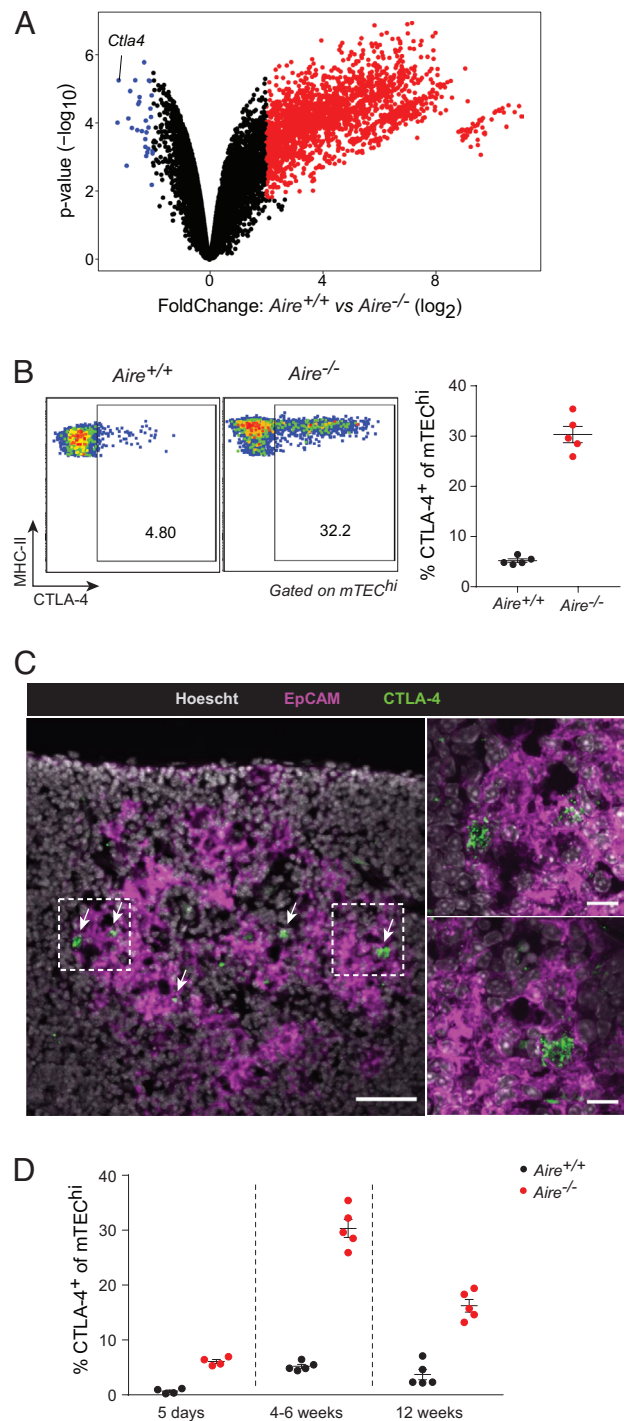 A
Ctla4
6
4
2
0
p-value (−log10)
0 4 8
FoldChange: Aire+/+ vs Aire-/- (log2)
B
Aire+/+ Aire-/-
4.80 32.2
MHC-II
CTLA-4
Gated on mTEChi
% CTLA-4+ of mTEChi
40
30
20
10
0
Aire+/+ Aire-/-
C
Hoescht EpCAM CTLA-4
D
Aire+/+
Aire-/-
% CTLA-4+ of mTEChi
40
30
20
10
0
5 days 4-6 weeks 12 weeks